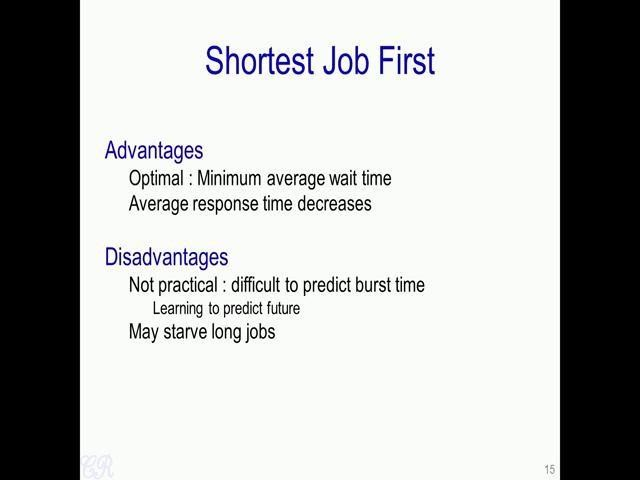 Shortest Job First
Advantages
Optimal : Minimum average wait time
Average response time decreases
Disadvantages
Not practical : difficult to predict burst time
Learning to predict future
May starve long jobs
CR
15